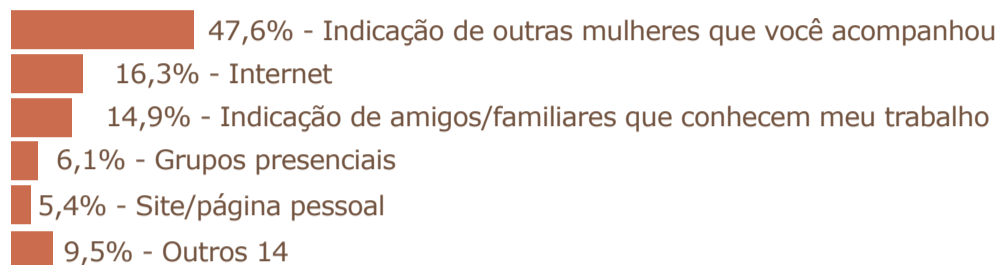 47,6% - Indicação de outras mulheres que você acompanhou
16,3% - Internet
14,9% - Indicação de amigos/familiares que conhecem meu trabalho
6,1% - Grupos presenciais
5,4% - Site/página pessoal
9,5% - Outros 14